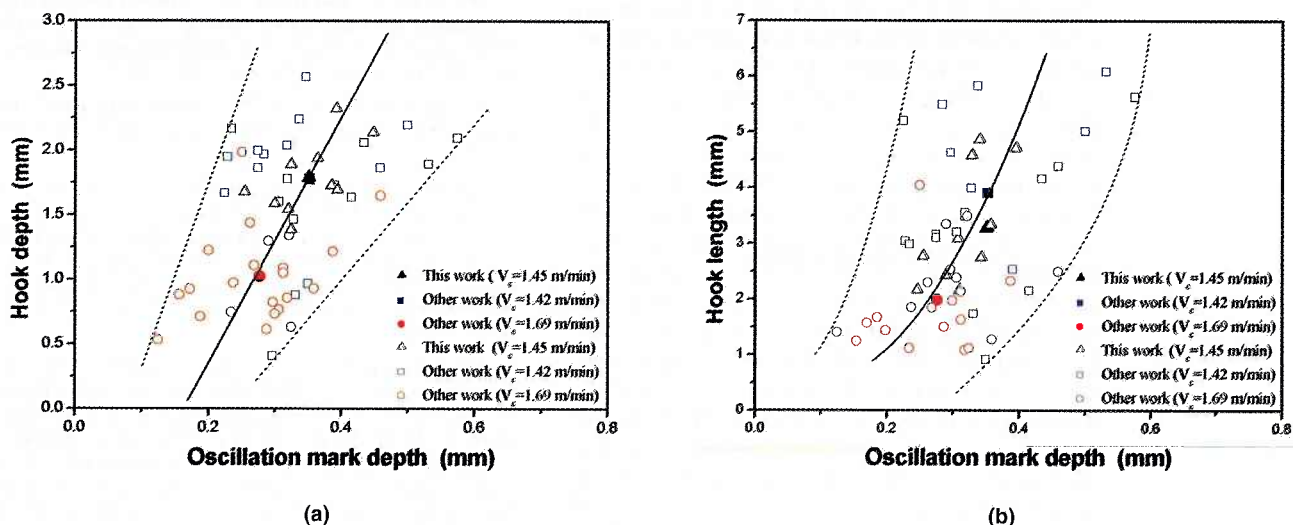 3.0
2.5
2.0
1.5
1.0
0.5
0.0
0.0
0.2
0.4
0.6
0.8
Hook depth (mm)
Oscillation mark depth (mm)
This work ( Vc=1.45 m/min)
Other work (Vc=1.42 m/min)
Other work (Vc=1.69 m/min)
This work ( Vc=1.45 m/min)
Other work (Vc=1.42 m/min)
Other work (Vc=1.69 m/min)
(a)
7
6
5
4
3
2
1
0
0.0
0.2
0.4
0.6
0.8
Hook length (mm)
Oscillation mark depth (mm)
This work ( Vc=1.45 m/min)
Other work (Vc=1.42 m/min)
Other work (Vc=1.69 m/min)
This work ( Vc=1.45 m/min)
Other work (Vc=1.42 m/min)
Other work (Vc=1.69 m/min)
(b)